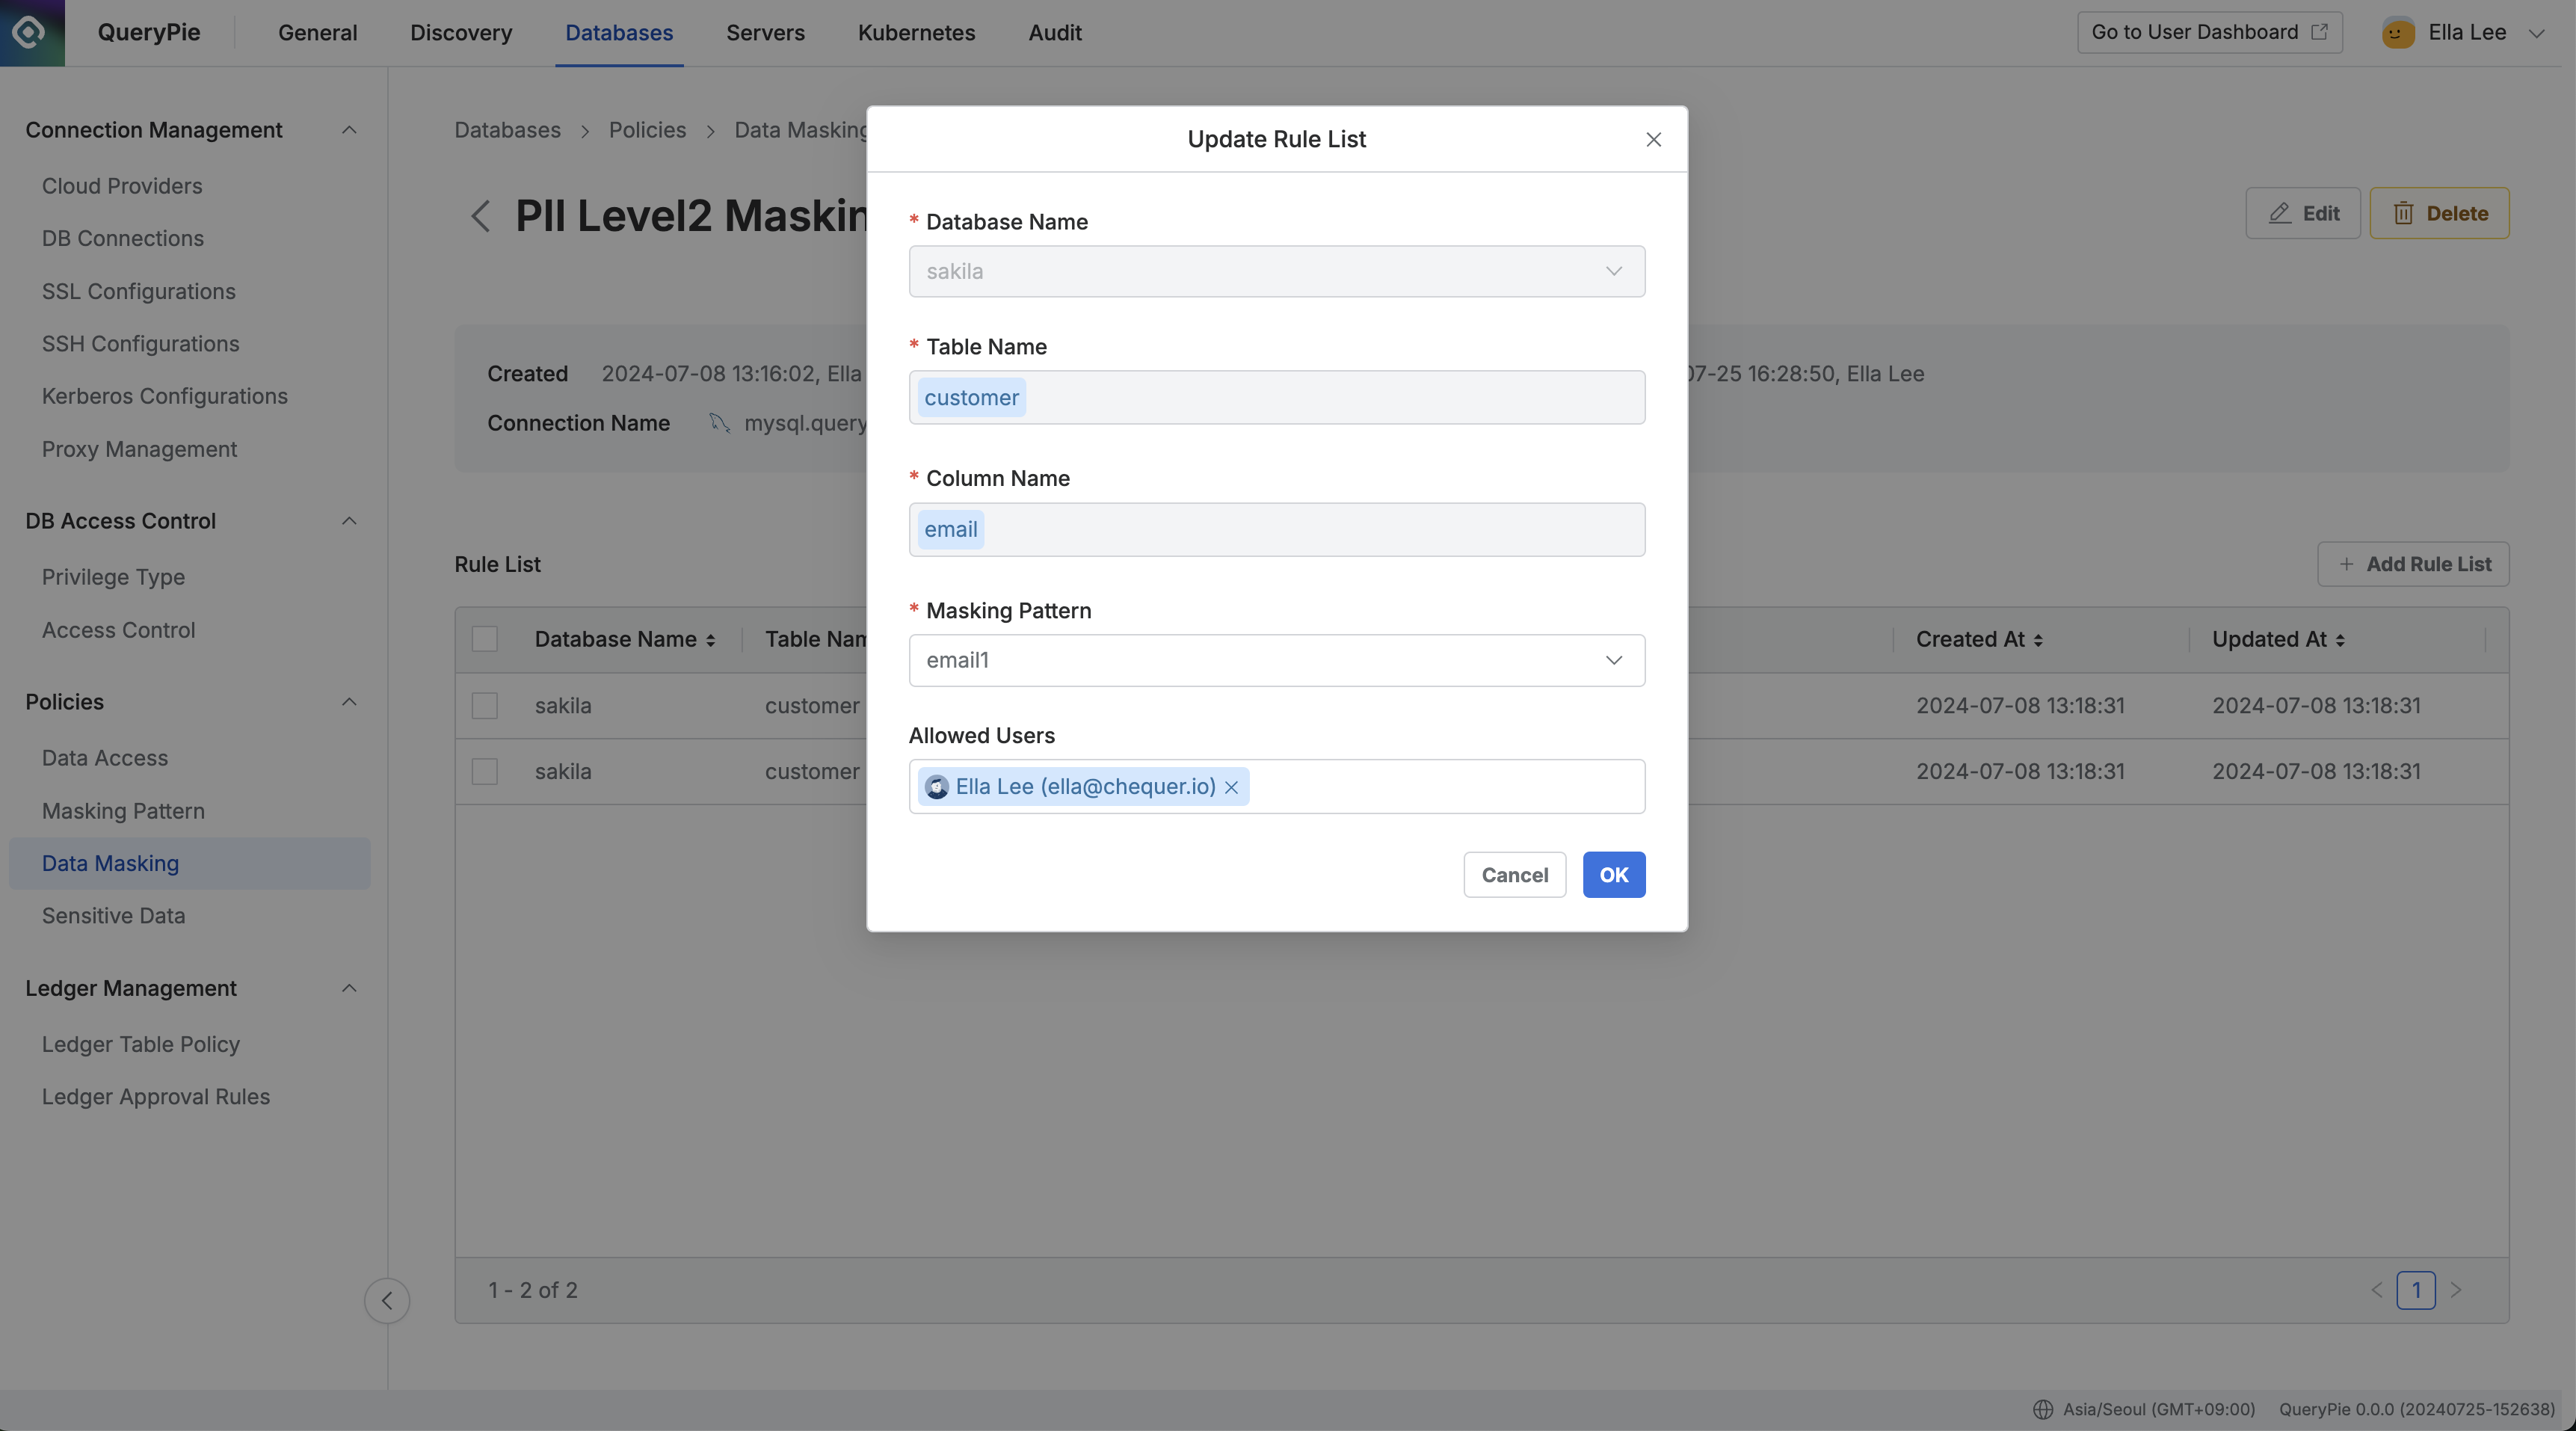 QueryPie
General
Discovery
Databases
Servers
Kubernetes
Audit
Go to User Dashboard
Ella Lee
Connection Management
Cloud Providers
DB Connections
SSL Configurations
SSH Configurations
Kerberos Configurations
Proxy Management
DB Access Control
Privilege Type
Access Control
Policies
Data Access
Masking Pattern
Data Masking
Sensitive Data
Ledger Management
Ledger Table Policy
Ledger Approval Rules
Databases > Policies > Data Masking
PII Level2 Maskin
Edit
Delete
Created 2024-07-08 13:16:02, Ella
07-25 16:28:50, Ella Lee
Connection Name mysql.query
Rule List
+ Add Rule List
Database Name Table Nam Created At Updated At
sakila customer 2024-07-08 13:18:31 2024-07-08 13:18:31
sakila customer 2024-07-08 13:18:31 2024-07-08 13:18:31
1 - 2 of 2
1
Update Rule List
* Database Name
sakila
* Table Name
customer
* Column Name
email
* Masking Pattern
email1
Allowed Users
Ella Lee (ella@chequer.io)
Cancel
OK
Asia/Seoul (GMT+09:00)
QueryPie 0.0.0 (20240725-152638)